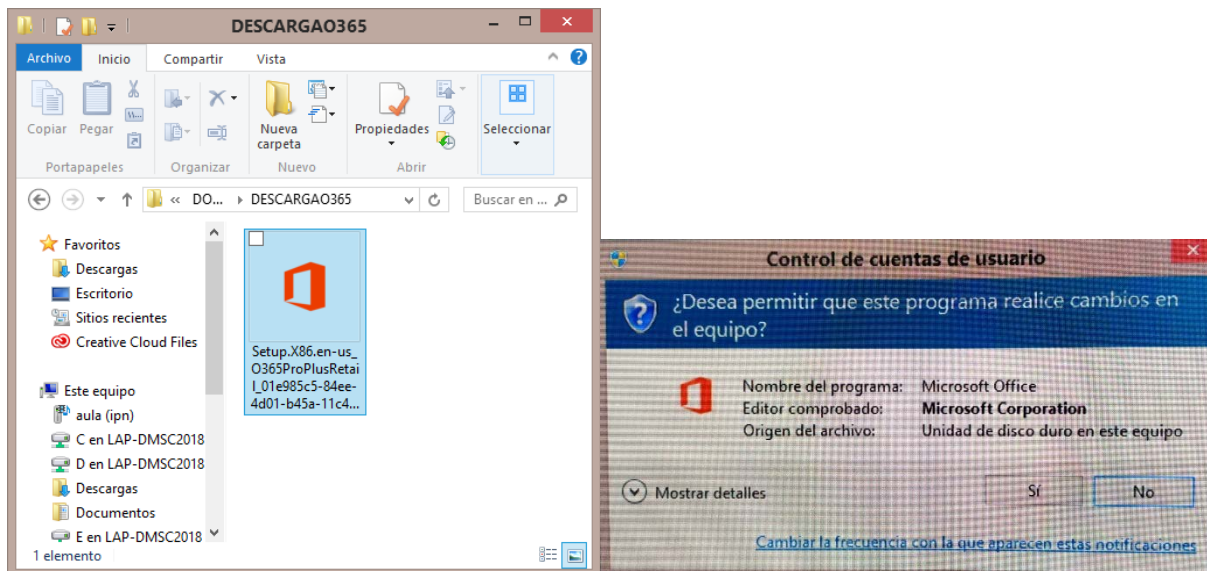 DESCARGAO365
Archivo Inicio Compartir Vista
Copiar Pegar
Nueva carpeta
Propiedades
Seleccionar
Portapapeles Organizar Nuevo Abrir
« DO... DESCARGAO365
Buscar en ...
Favoritos
Descargas
Escritorio
Sitios recientes
Creative Cloud Files
Este equipo
aula (ipn)
C en LAP-DMSC2018
D en LAP-DMSC2018
Descargas
Documentos
E en LAP-DMSC2018
Setup.X86.en-us_
O365ProPlusRetai
l_01e985c5-84ee-
4d01-b45a-11c4...
1 elemento
Control de cuentas de usuario
¿Desea permitir que este programa realice cambios en
el equipo?
Nombre del programa: Microsoft Office
Editor comprobado: Microsoft Corporation
Origen del archivo: Unidad de disco duro en este equipo
Mostrar detalles
Sí No
Cambiar la frecuencia con la que aparecen estas notificaciones